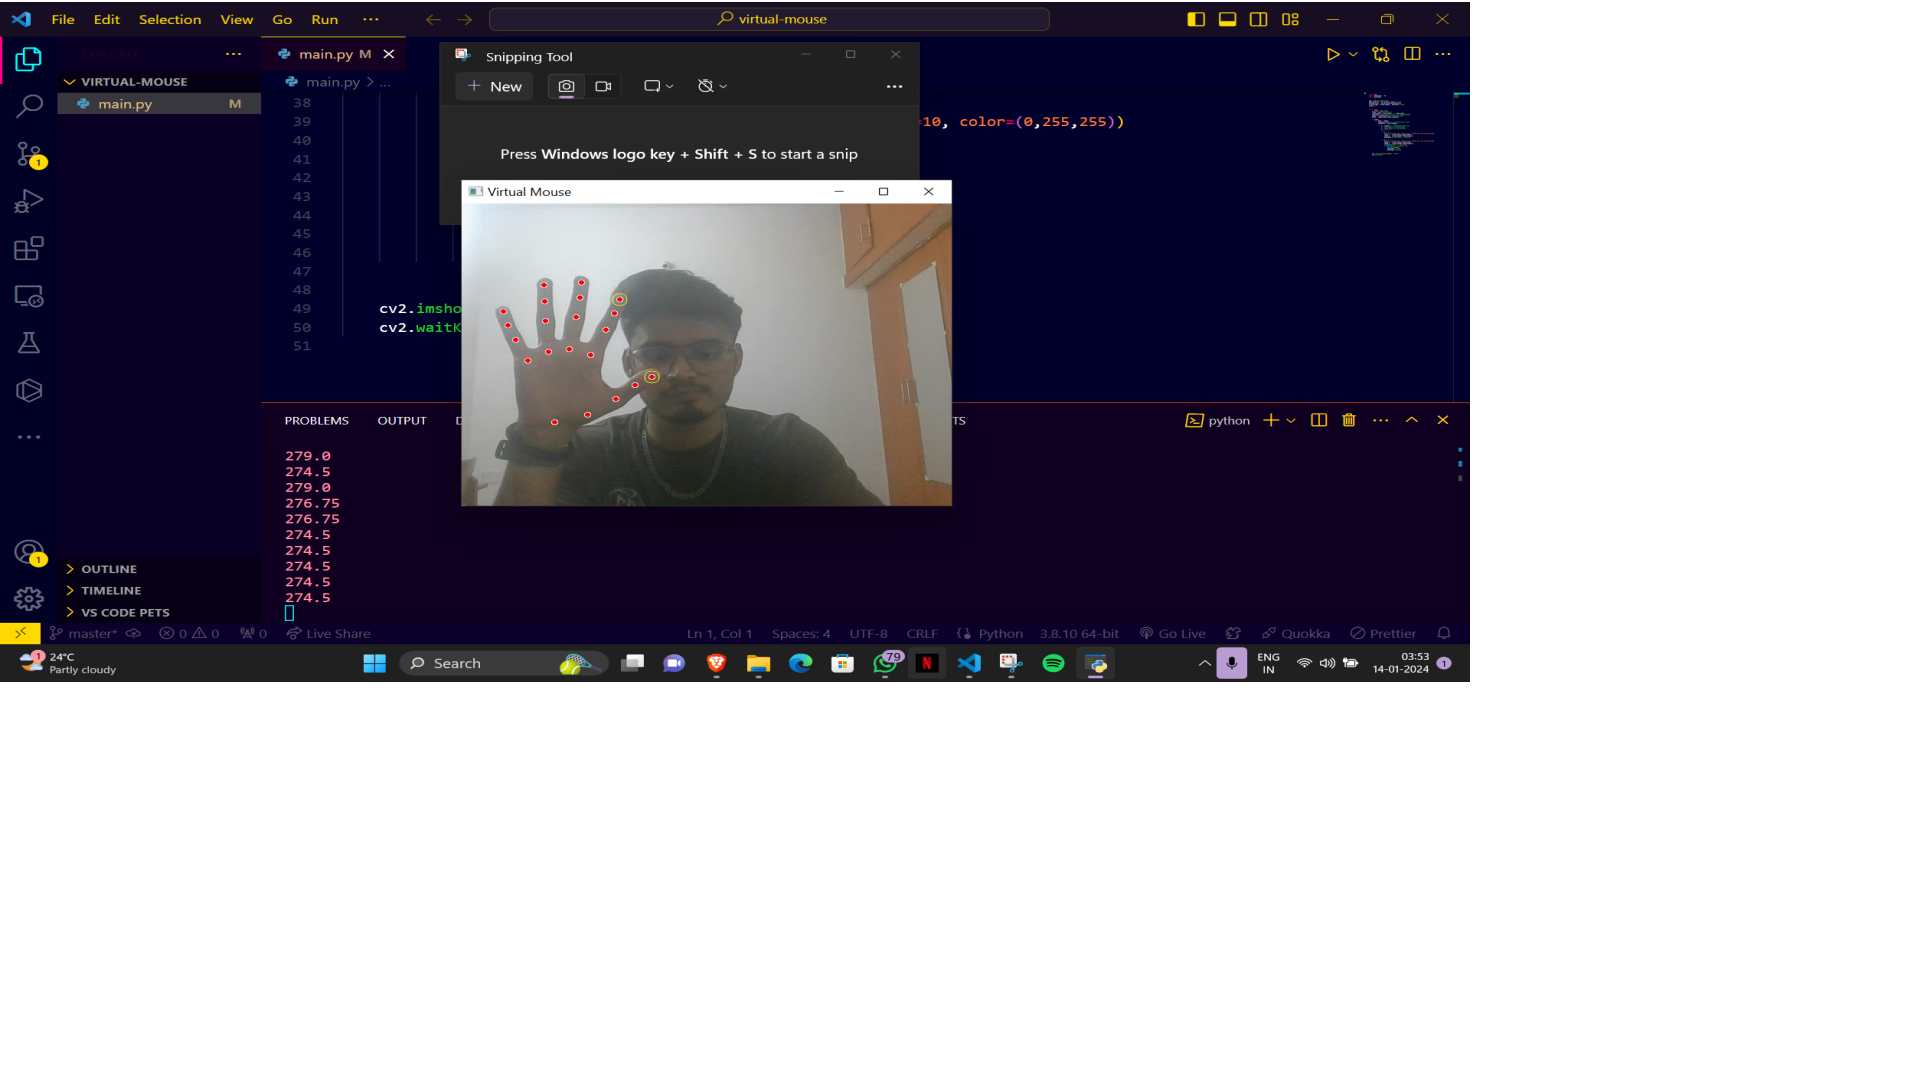 File Edit Selection View Go Run ··· virtual-mouse
main.py M
Snipping Tool
VIRTUAL-MOUSE
main.py > ...
New
main.py M
38
39 =10, color=(0,255,255))
40
41
Press Windows logo key + Shift + S to start a snip
42
43
Virtual Mouse
44
45
46
47
48
49 cv2.imsho
50 cv2.waitK
51
PROBLEMS OUTPUT D TS python
279.0
274.5
279.0
276.75
276.75
274.5
274.5
274.5
274.5
274.5
OUTLINE
TIMELINE
VS CODE PETS
1
1
master* 0 0 0 Live Share Ln 1, Col 1 Spaces: 4 UTF-8 CRLF Python 3.8.10 64-bit Go Live Quokka Prettier
1 24°C
Partly cloudy
Search
79
N
ENG
IN
03:53
14-01-2024
1